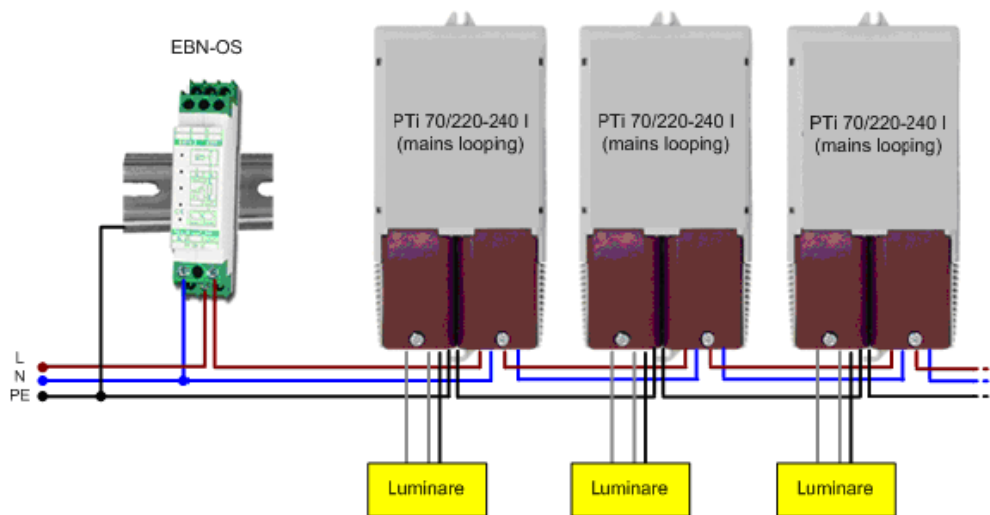 EBN-OS
PTi 70/220-240 I
(mains looping)
PTi 70/220-240 I
(mains looping)
PTi 70/220-240 I
(mains looping)
L
N
PE
Luminare
Luminare
Luminare